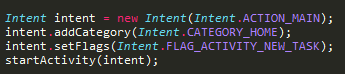 Intent intent = new Intent(Intent.ACTION_MAIN);
intent.addCategory(Intent.CATEGORY_HOME);
intent.setFlags(Intent.FLAG_ACTIVITY_NEW_TASK);
startActivity(intent);